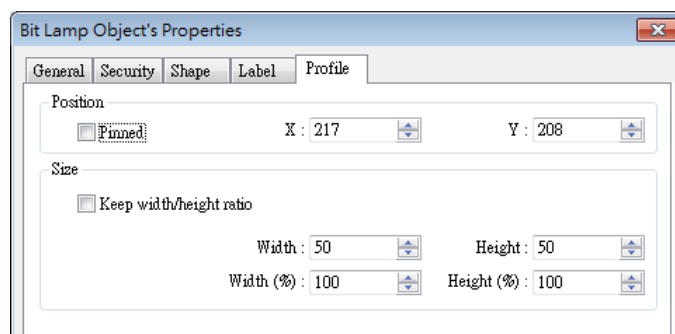 Bit Lamp Object's Properties
General Security Shape Label Profile
Position
Pinned X : 217 Y : 208
Size
Keep width/height ratio
Width : 50 Height : 50
Width (%) : 100 Height (%) : 100